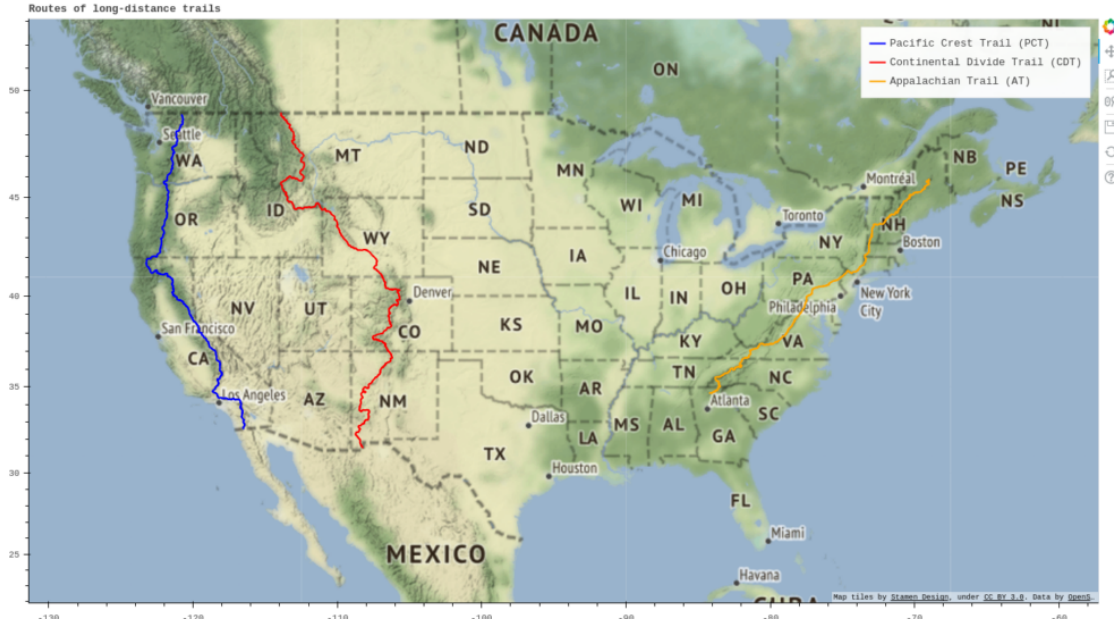 Routes of long-distance trails
CANADA
Pacific Crest Trail (PCT)
Continental Divide Trail (CDT)
Appalachian Trail (AT)
ON
50
Vancouver
Seattle
WA
MT
ND
MN
NB
PE
Montréal
45
OR
ID
SD
WI
MI
NS
Toronto
NH
WY
NY
Boston
Chicago
IA
NE
PA
OH
IL
IN
40
NV
UT
Denver
New York
City
Philadelphia
San Francisco
CO
KS
MO
KY
VA
CA
TN
NC
OK
35
Los Angeles
AZ
NM
AR
Atlanta
SC
Dallas
MS
AL
GA
LA
TX
30
Houston
FL
25
Miami
MEXICO
Havana
CUBA
Map tiles by Stamen Design, under CC BY 3.0. Data by OpenS…
-130
-120
-110
-100
-90
-80
-70
-60